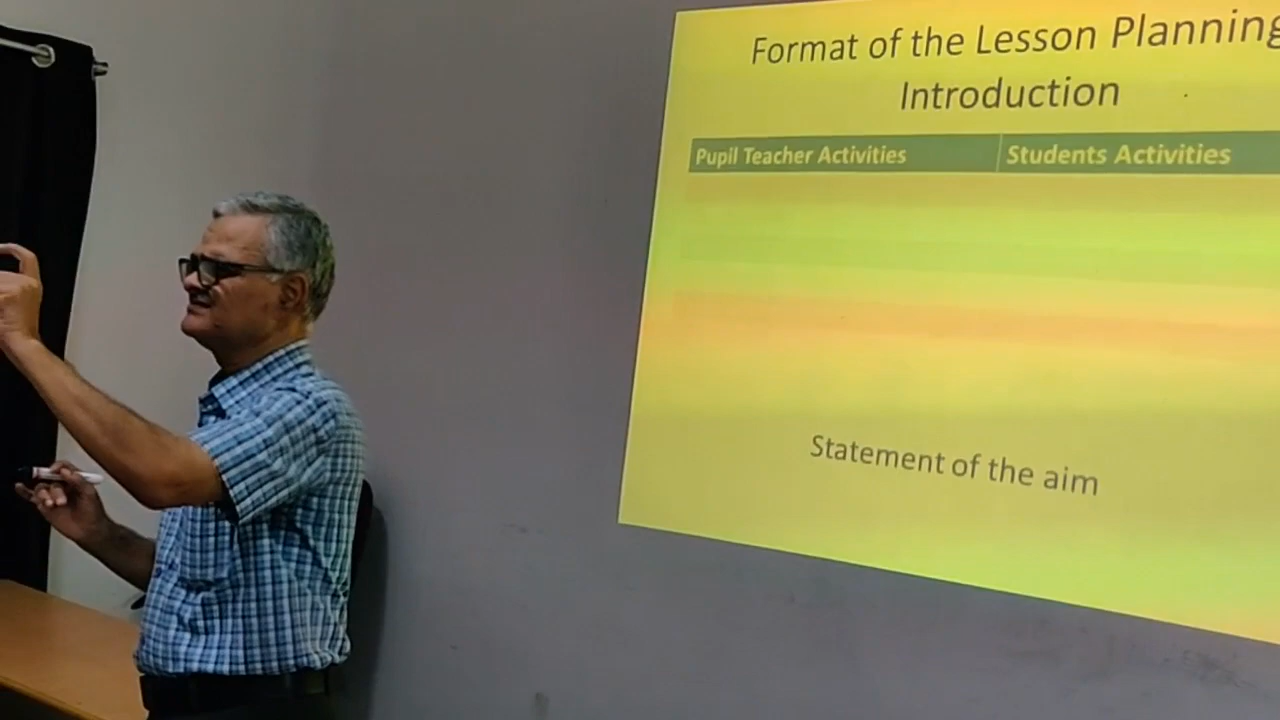 Format of the Lesson Planning
Introduction
Pupil Teacher Activities Students Activities
Statement of the aim